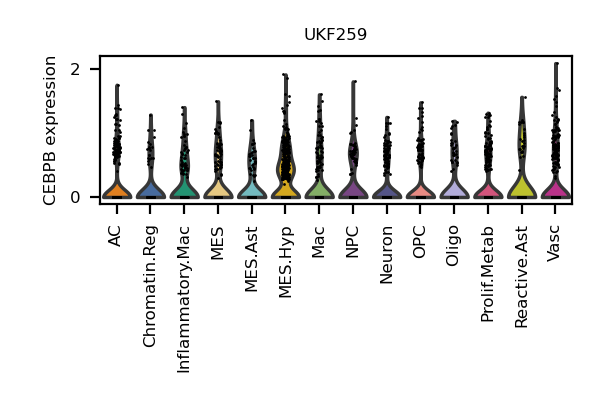 UKF259
CEBPB expression
2
0
AC
Chromatin.Reg
Inflammatory.Mac
MES
MES.Ast
MES.Hyp
Mac
NPC
Neuron
OPC
Oligo
Prolif.Metab
Reactive.Ast
Vasc